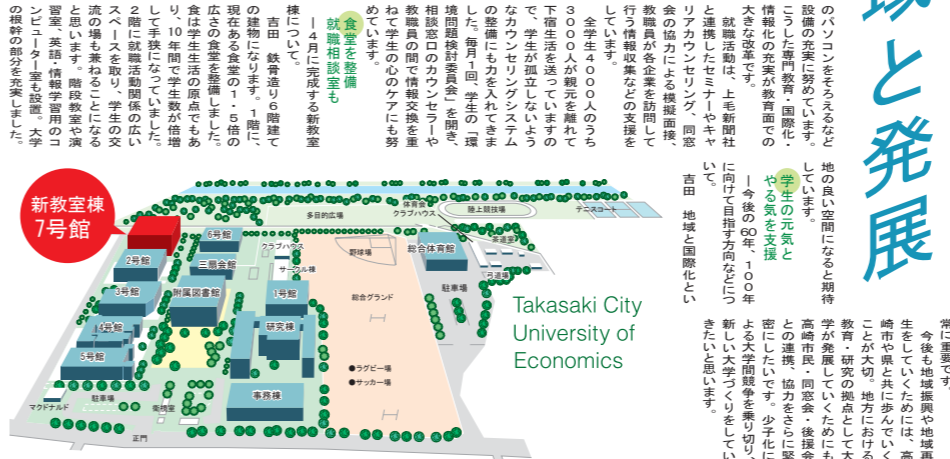 域と発展
のパソコンをそろえるなど
設備の充実に努めています。
こうした専門教育・国際化・
情報化の充実が教育面での
大きな改革です。
就職活動は、上毛新聞社
と連携したセミナーやキャ
リアカウンセリング、同窓
会の協力による模擬面接、
教職員が各企業を訪問して
行う情報収集などの支援を
しています。
全学生４０００人のうち
３０００人が親元を離れて
下宿生活を送っていますの
で、学生が孤立しないよう
なカウンセリングシステム
の整備にも力を入れてきま
した。毎月１回、学生の「環
境問題検討委員会」を開き、
相談窓口のカウンセラーや
教職員の間で情報交換を重
ねて学生の心のケアにも努
めています。
食堂を整備
就職相談室も
―４月に完成する新教室
棟について。
吉田　鉄骨造り６階建て
の建物になります。１階に、
現在ある食堂の１・５倍の
広さの食堂を整備しました。
食は学生生活の原点でもあ
り、10年間で学生数が倍増
して手狭になっていました。
２階に就職活動関係の広い
スペースを取り、学生の交
流の場も兼ねることになる
と思います。階段教室や演
習室、英語・情報学習用のコ
ンピューター室も設置。大学
の根幹の部分を充実しました。
地の良い空間になると期待
しています。
学生の元気と
やる気を支援
―今後の60年、１００年
に向けて目指す方向などにつ
いて。
吉田　地域と国際化とい
常に重要です。
今後も地域振興や地域再
生をしていくためには、高
崎市や県と共に歩んでいく
ことが大切。地方における
教育・研究の拠点として大
学が発展していくためにも
高崎市民・同窓会・後援会
との連携、協力をさらに緊
密にしたいです。少子化に
よる大学間競争を乗り切り、
新しい大学づくりをしてい
きたいと思います。
新教室棟
7号館
多目的広場
体育会
クラブハウス
陸上競技場
テニスコート
6号館
2号館
三扇会館
クラブハウス
サークル棟
野球場
総合体育館
茶道室
弓道場
3号館
附属図書館
1号館
総合グランド
駐車場
4号館
研究棟
5号館
●ラグビー場
●サッカー場
事務棟
駐車場
マクドナルド
守衛室
正門
Takasaki City
University of
Economics